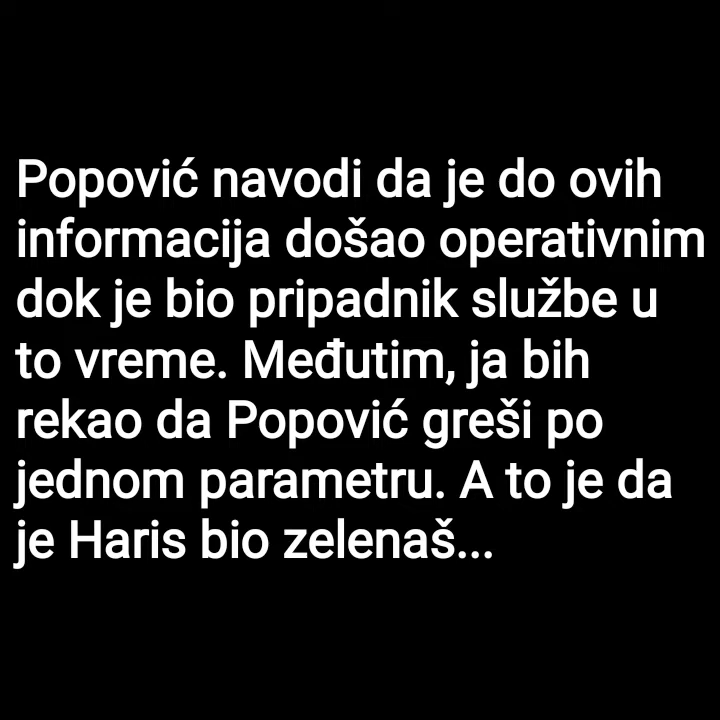 Popović navodi da je do ovih
informacija došao operativnim
dok je bio pripadnik službe u
to vreme. Međutim, ja bih
rekao da Popović greši po
jednom parametru. A to je da
je Haris bio zelenaš...